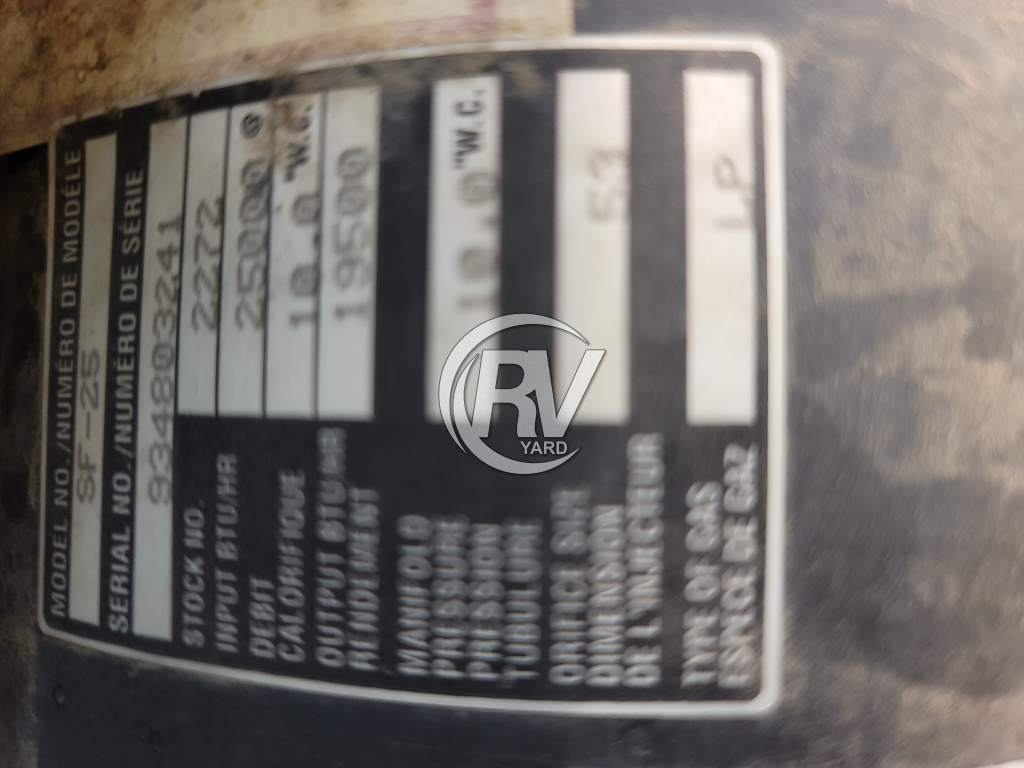 MODEL NO./NUMÉRO DE MODÈLE
SF-25
SERIAL NO./NUMÉRO DE SÉRIE
934803241
STOCK NO. 2272
INPUT BTU/HR 25000 @
DEBIT
CALORIFIQUE 10.0 "W.C.
OUTPUT BTU/HR 19500
RENDEMENT
MANIFOLD
PRESSURE 10.0 "W.C.
PRESSION
TUBULURE
ORIFICE SIZE 53
DIMENSION
DE L'INJECTEUR
TYPE OF GAS LP
ESPECE DE GAZ
RV
YARD